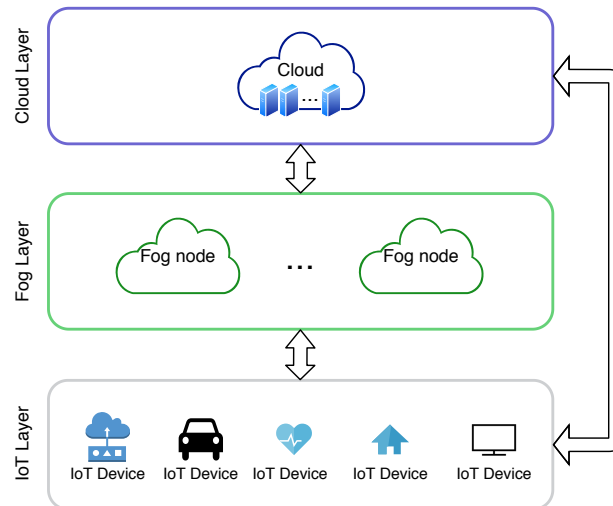 Cloud Layer
Cloud
...
Fog Layer
Fog node
...
Fog node
IoT Layer
IoT Device
IoT Device
IoT Device
IoT Device
IoT Device